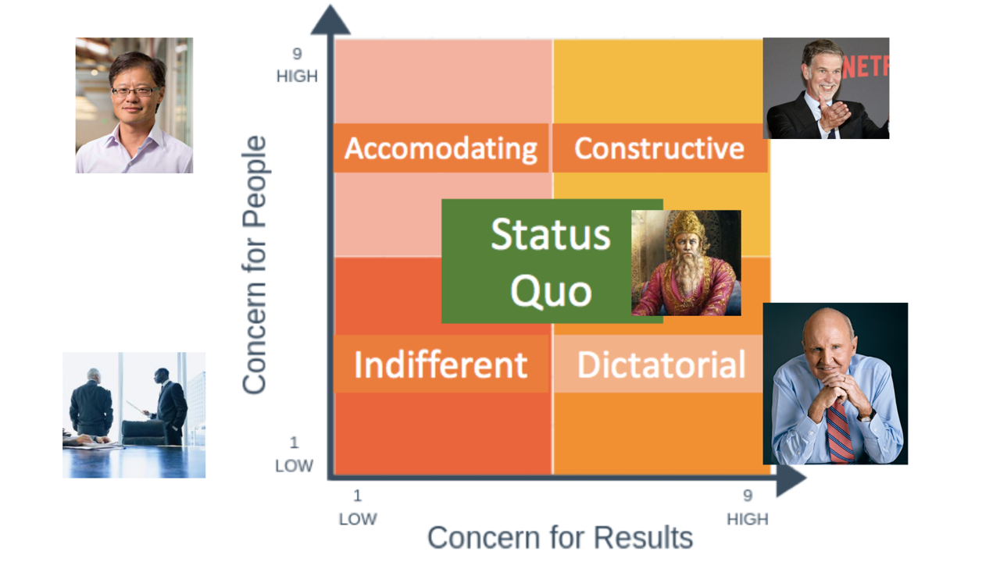 9
HIGH
NETF
Accomodating
Constructive
Concern for People
Status
Quo
Indifferent
Dictatorial
1
LOW
1
LOW
9
HIGH
Concern for Results